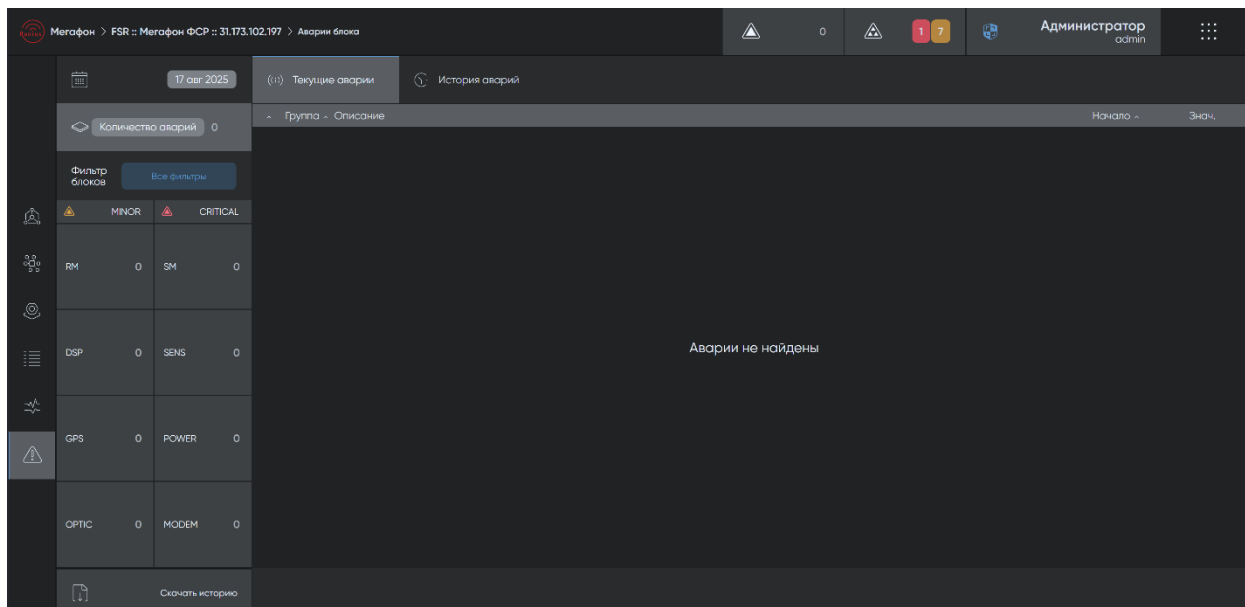 Мегафон > FSR :: Мегафон ФСР :: 31.173.102.197 > Аварии блока
0
1 7
Администратор
admin
17 авг 2025
Текущие аварии
История аварий
Количество аварий 0
Группа Описание Начало Знач.
Фильтр блоков
Все фильтры
MINOR CRITICAL
RM 0 SM 0
DSP 0 SENS 0
Аварии не найдены
GPS 0 POWER 0
OPTIC 0 MODEM 0
Скачать историю